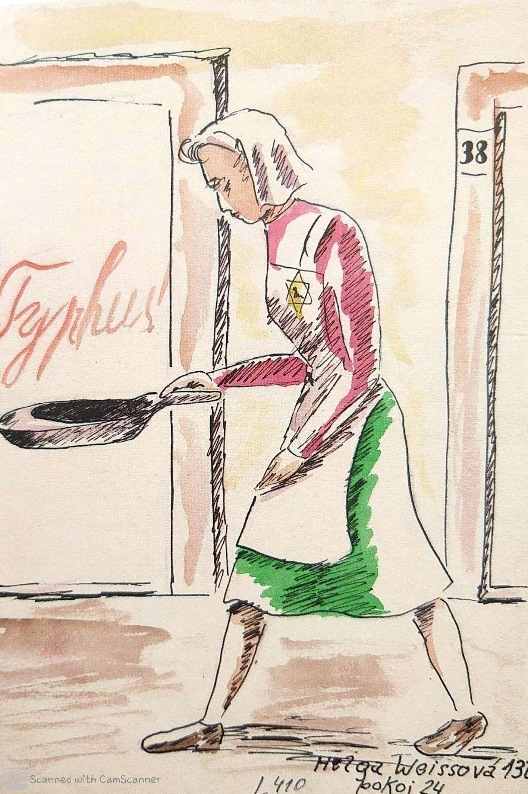 38
Typhus!
Helga Weissová 13
L 410 pokoj 24
Scanned with CamScanner